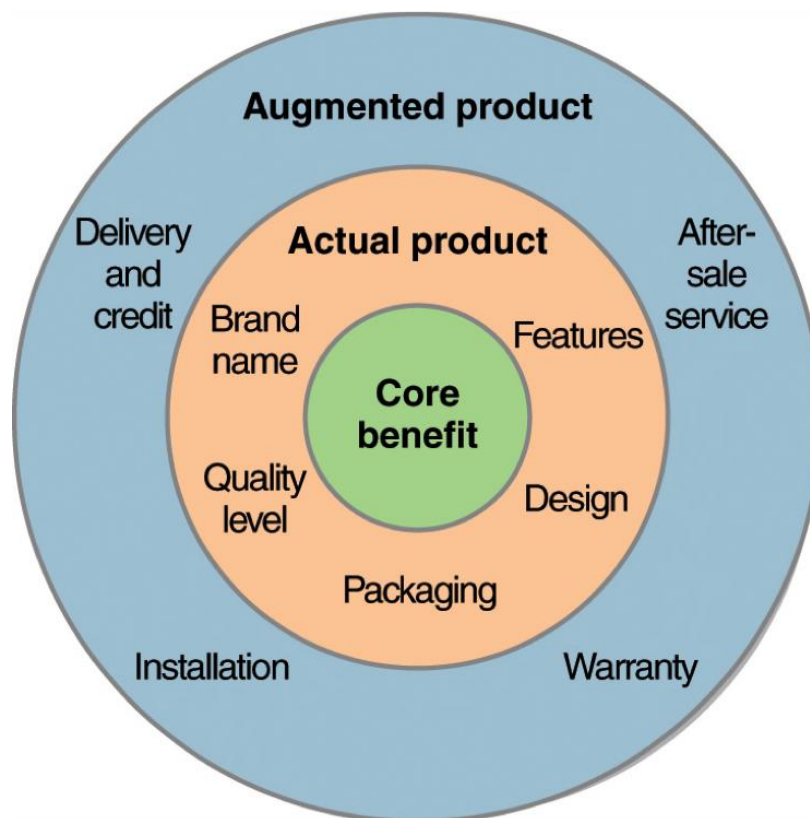 Augmented product
Delivery
and
credit
After-
sale
service
Actual product
Brand
name
Features
Core
benefit
Quality
level
Design
Packaging
Installation
Warranty